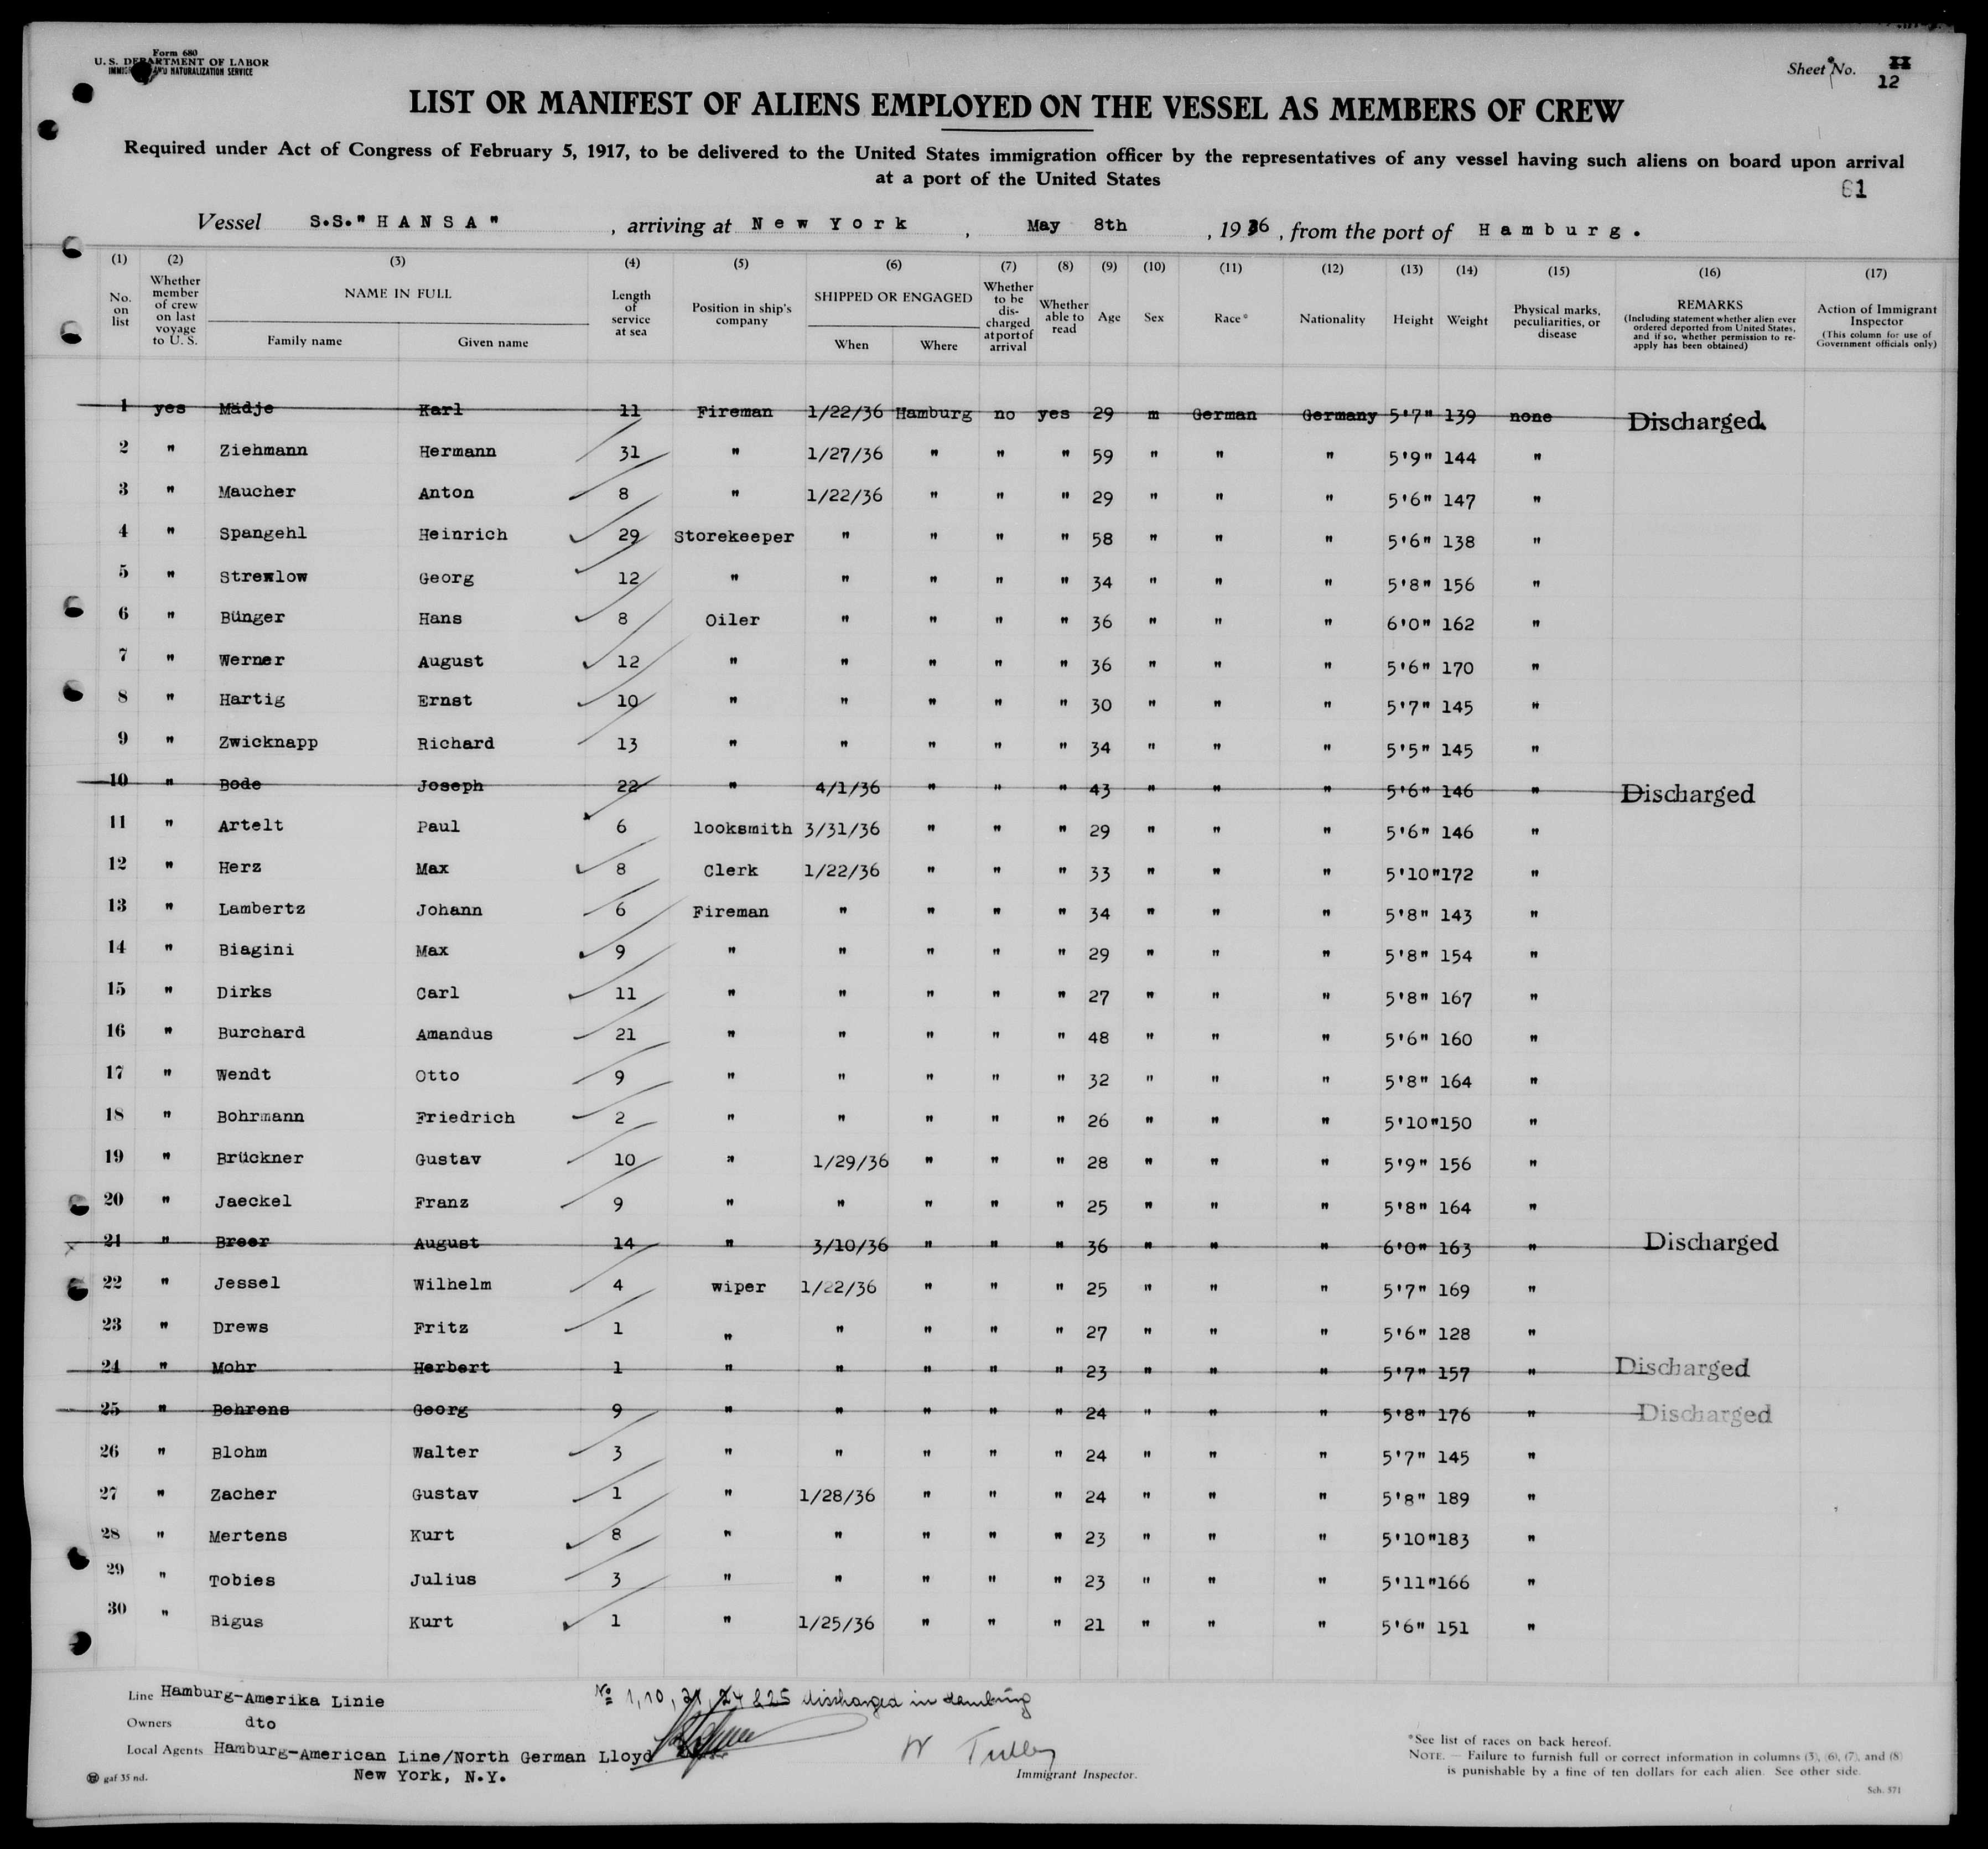 Form 680
U. S. DEPARTMENT OF LABOR
IMMIGRATION AND NATURALIZATION SERVICE
Sheet No. 12
LIST OR MANIFEST OF ALIENS EMPLOYED ON THE VESSEL AS MEMBERS OF CREW
Required under Act of Congress of February 5, 1917, to be delivered to the United States immigration officer by the representatives of any vessel having such aliens on board upon arrival
at a port of the United States
61
Vessel S.S."HANSA" , arriving at New York , May 8th , 1936 , from the port of Hamburg.
(1) (2) (3) (4) (5) (6) (7) (8) (9) (10) (11) (12) (13) (14) (15) (16) (17)
No. on list Whether member of crew on last voyage to U. S. NAME IN FULL Family name Given name Length of service at sea Position in ship's company SHIPPED OR ENGAGED When Where Whether to be discharged at port of arrival Whether able to read Age Sex Race* Nationality Height Weight Physical marks, peculiarities, or disease REMARKS (Including statement whether alien ever ordered deported from United States, and if so, whether permission to re-apply has been obtained) Action of Immigrant Inspector (This column for use of Government officials only)
1 yes Mädje Karl 11 Fireman 1/22/36 Hamburg no yes 29 m German Germany 5'7" 139 none Discharged.
2 " Ziehmann Hermann 31 " 1/27/36 " " " 59 " " " 5'9" 144 "
3 " Maucher Anton 8 " 1/22/36 " " " 29 " " " 5'6" 147 "
4 " Spangehl Heinrich 29 Storekeeper " " " " 58 " " " 5'6" 138 "
5 " Strewlow Georg 12 " " " " " 34 " " " 5'8" 156 "
6 " Bünger Hans 8 Oiler " " " " 36 " " " 6'0" 162 "
7 " Werner August 12 " " " " " 36 " " " 5'6" 170 "
8 " Hartig Ernst 10 " " " " " 30 " " " 5'7" 145 "
9 " Zwicknapp Richard 13 " " " " " 34 " " " 5'5" 145 "
10 " Bode Joseph 22 " 4/1/36 " " " 43 " " " 5'6" 146 " Discharged
11 " Artelt Paul 6 looksmith 3/31/36 " " " 29 " " " 5'6" 146 "
12 " Herz Max 8 Clerk 1/22/36 " " " 33 " " " 5'10" 172 "
13 " Lambertz Johann 6 Fireman " " " " 34 " " " 5'8" 143 "
14 " Biagini Max 9 " " " " " 29 " " " 5'8" 154 "
15 " Dirks Carl 11 " " " " " 27 " " " 5'8" 167 "
16 " Burchard Amandus 21 " " " " " 48 " " " 5'6" 160 "
17 " Wendt Otto 9 " " " " " 32 " " " 5'8" 164 "
18 " Bohrmann Friedrich 2 " " " " " 26 " " " 5'10" 150 "
19 " Brückner Gustav 10 " 1/29/36 " " " 28 " " " 5'9" 156 "
20 " Jaeckel Franz 9 " " " " " 25 " " " 5'8" 164 "
21 " Breer August 14 " 3/10/36 " " " 36 " " " 6'0" 163 " Discharged
22 " Jessel Wilhelm 4 wiper 1/22/36 " " " 25 " " " 5'7" 169 "
23 " Drews Fritz 1 " " " " " 27 " " " 5'6" 128 "
24 " Mohr Herbert 1 " " " " " 23 " " " 5'7" 157 " Discharged
25 " Behrens Georg 9 " " " " " 24 " " " 5'8" 176 " Discharged
26 " Blohm Walter 3 " " " " " 24 " " " 5'7" 145 "
27 " Zacher Gustav 1 " 1/28/36 " " " 24 " " " 5'8" 189 "
28 " Mertens Kurt 8 " " " " " 23 " " " 5'10" 183 "
29 " Tobies Julius 3 " " " " " 23 " " " 5'11" 166 "
30 " Bigus Kurt 1 " 1/25/36 " " " 21 " " " 5'6" 151 "
Line Hamburg-Amerika Linie
No 1, 10, 21, 24 & 25 discharged in Hamburg
Owners dto
Local Agents Hamburg-American Line/North German Lloyd
New York, N.Y.
W Tulley
Immigrant Inspector.
*See list of races on back hereof.
NOTE. — Failure to furnish full or correct information in columns (3), (6), (7), and (8)
is punishable by a fine of ten dollars for each alien. See other side.
gaf 35 nd.
Sch. 571